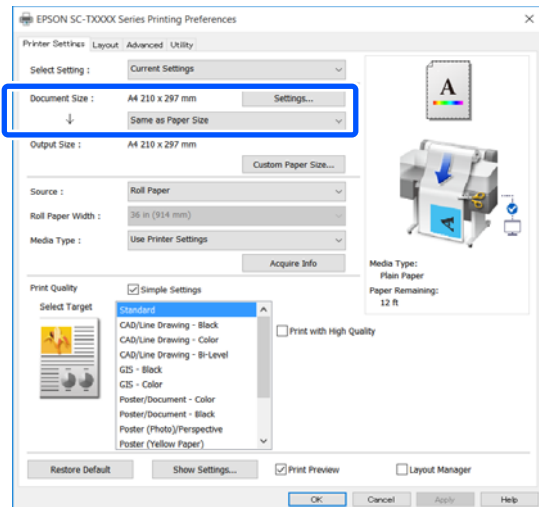 EPSON SC-TXXXX Series Printing Preferences
Printer Settings Layout Advanced Utility
Select Setting : Current Settings
Document Size : A4 210 x 297 mm Settings...
↓ Same as Paper Size
Output Size : A4 210 x 297 mm
Custom Paper Size...
Source : Roll Paper
Roll Paper Width : 36 in (914 mm)
Media Type : Use Printer Settings
Acquire Info
A
Media Type:
Plain Paper
Paper Remaining:
12 ft
Print Quality Simple Settings
Select Target
Standard
CAD/Line Drawing - Black
CAD/Line Drawing - Color
CAD/Line Drawing - Bi-Level
GIS - Black
GIS - Color
Poster/Document - Color
Poster/Document - Black
Poster (Photo)/Perspective
Poster (Yellow Paper)
Print with High Quality
Restore Default Show Settings... Print Preview Layout Manager
OK Cancel Apply Help